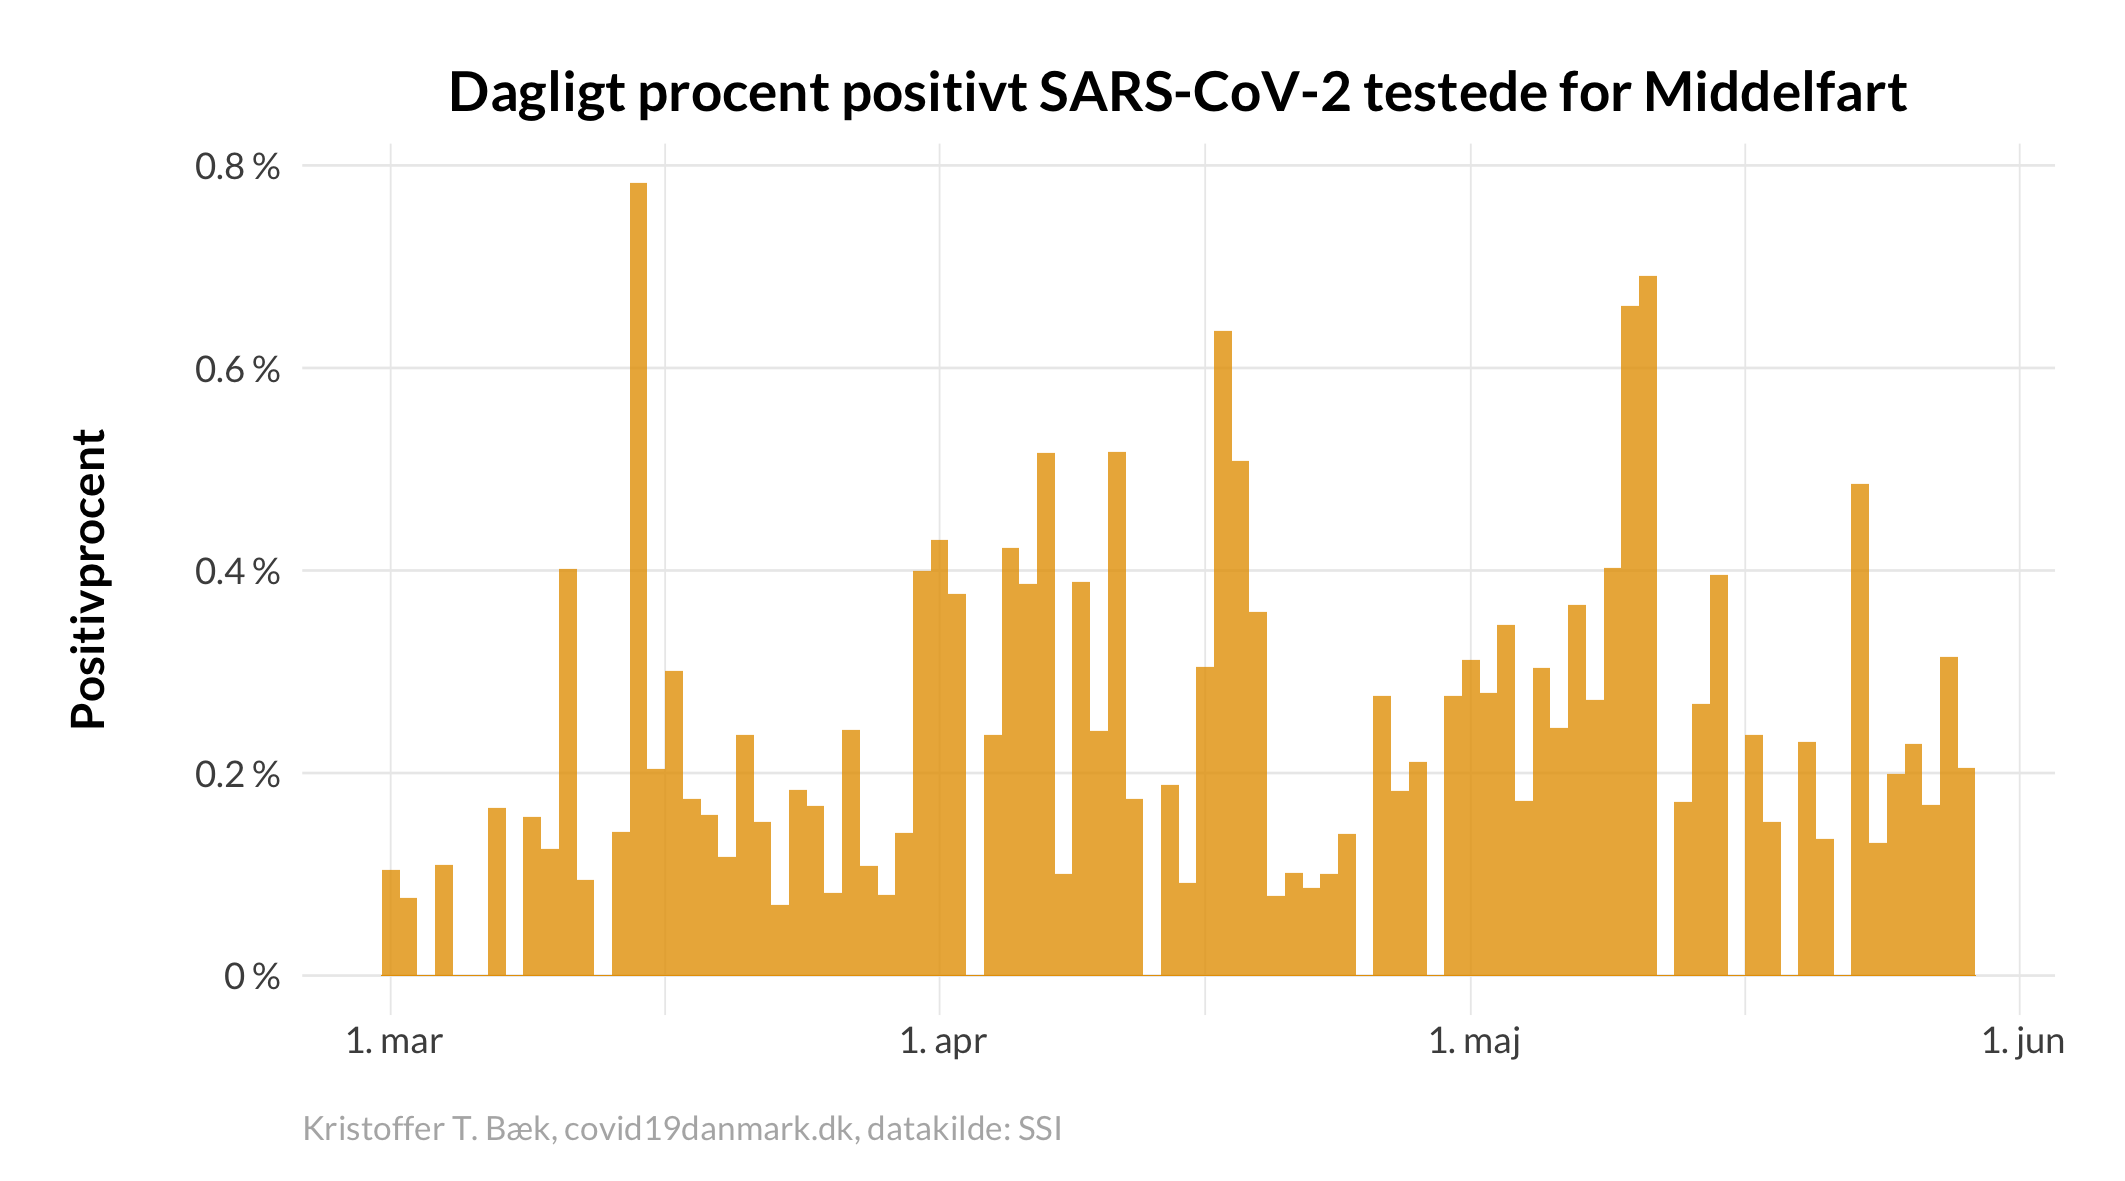 Dagligt procent positivt SARS-CoV-2 testede for Middelfart
Positivprocent
0.8 %
0.6 %
0.4 %
0.2 %
0 %
1. mar
1. apr
1. maj
1. jun
Kristoffer T. Bæk, covid19danmark.dk, datakilde: SSI